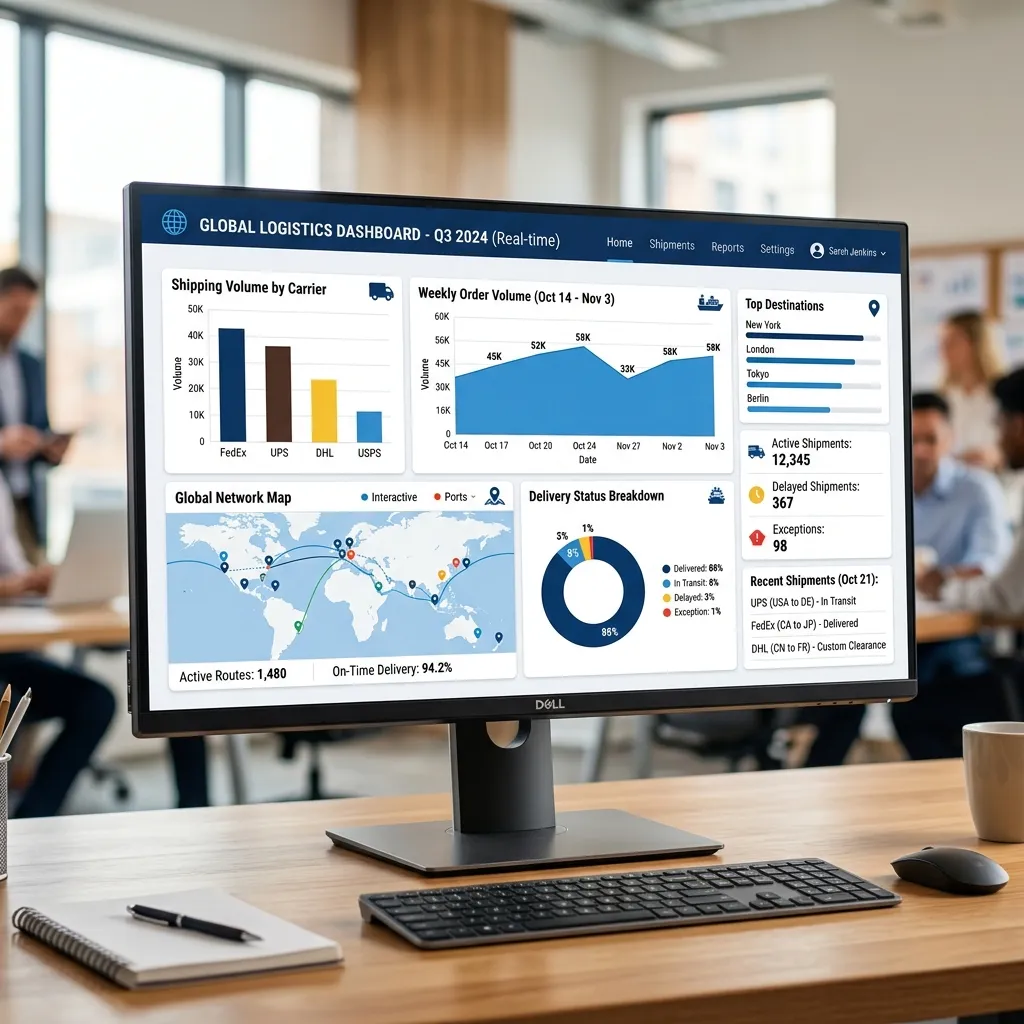 GLOBAL LOGISTICS DASHBOARD - Q3 2024 (Real-time)
Home Shipments Reports Settings Sareh Jenkins
Shipping Volume by Carrier
50K
40K
30K
20K
10K
0
Volume
FedEx UPS DHL USPS
Weekly Order Volume (Oct 14 - Nov 3)
60K
56K
45K
30K
16K
0
Volume
45K 52K 58K 33K 58K 58K
Oct 14 Oct 17 Oct 20 Oct 24 Nov 27 Nov 2 Nov 3
Date
Top Destinations
New York
London
Tokyo
Berlin
Active Shipments:
12,345
Delayed Shipments:
367
Exceptions:
98
Global Network Map
Interactive Ports
Active Routes: 1,480
On-Time Delivery: 94.2%
Delivery Status Breakdown
3% 1%
8%
86%
Delivered: 66%
In Transit: 8%
Delayed: 3%
Exception: 1%
Recent Shipments (Oct 21):
UPS (USA to DE) - In Transit
FedEx (CA to JP) - Delivered
DHL (CN to FR) - Custom Clearance
DELL